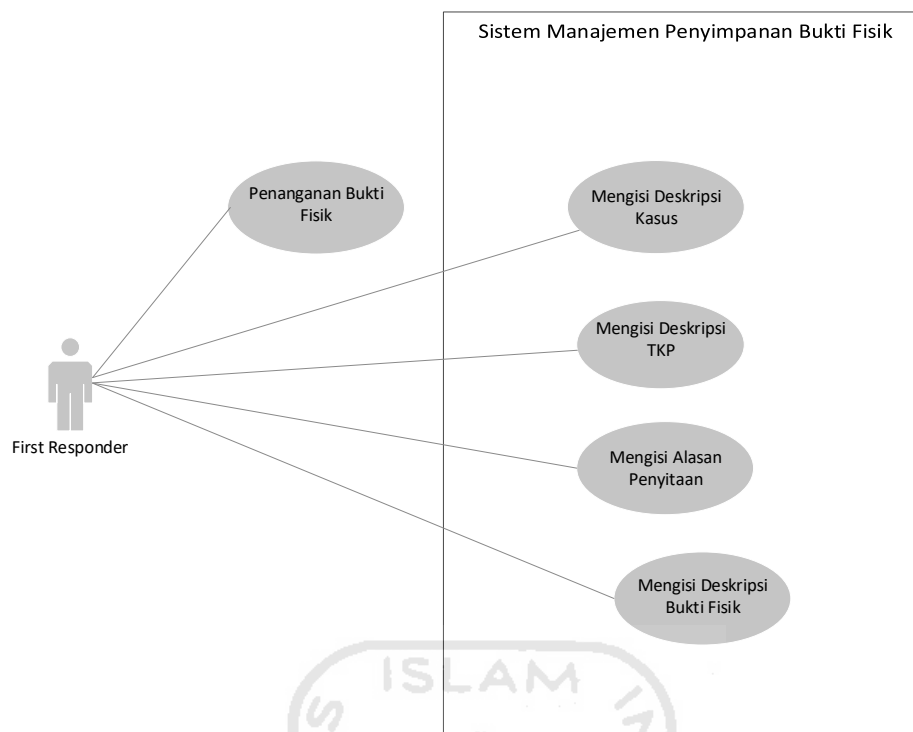 Sistem Manajemen Penyimpanan Bukti Fisik
Penanganan Bukti
Fisik
Mengisi Deskripsi
Kasus
Mengisi Deskripsi
TKP
First Responder
Mengisi Alasan
Penyitaan
Mengisi Deskripsi
Bukti Fisik
S ISLAM IN